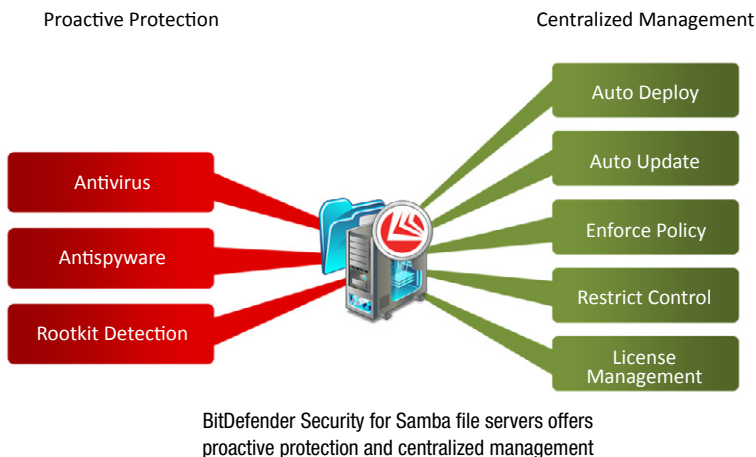 Proactive Protection
Centralized Management
Antivirus
Antispyware
Rootkit Detection
Auto Deploy
Auto Update
Enforce Policy
Restrict Control
License
Management
BitDefender Security for Samba file servers offers
proactive protection and centralized management